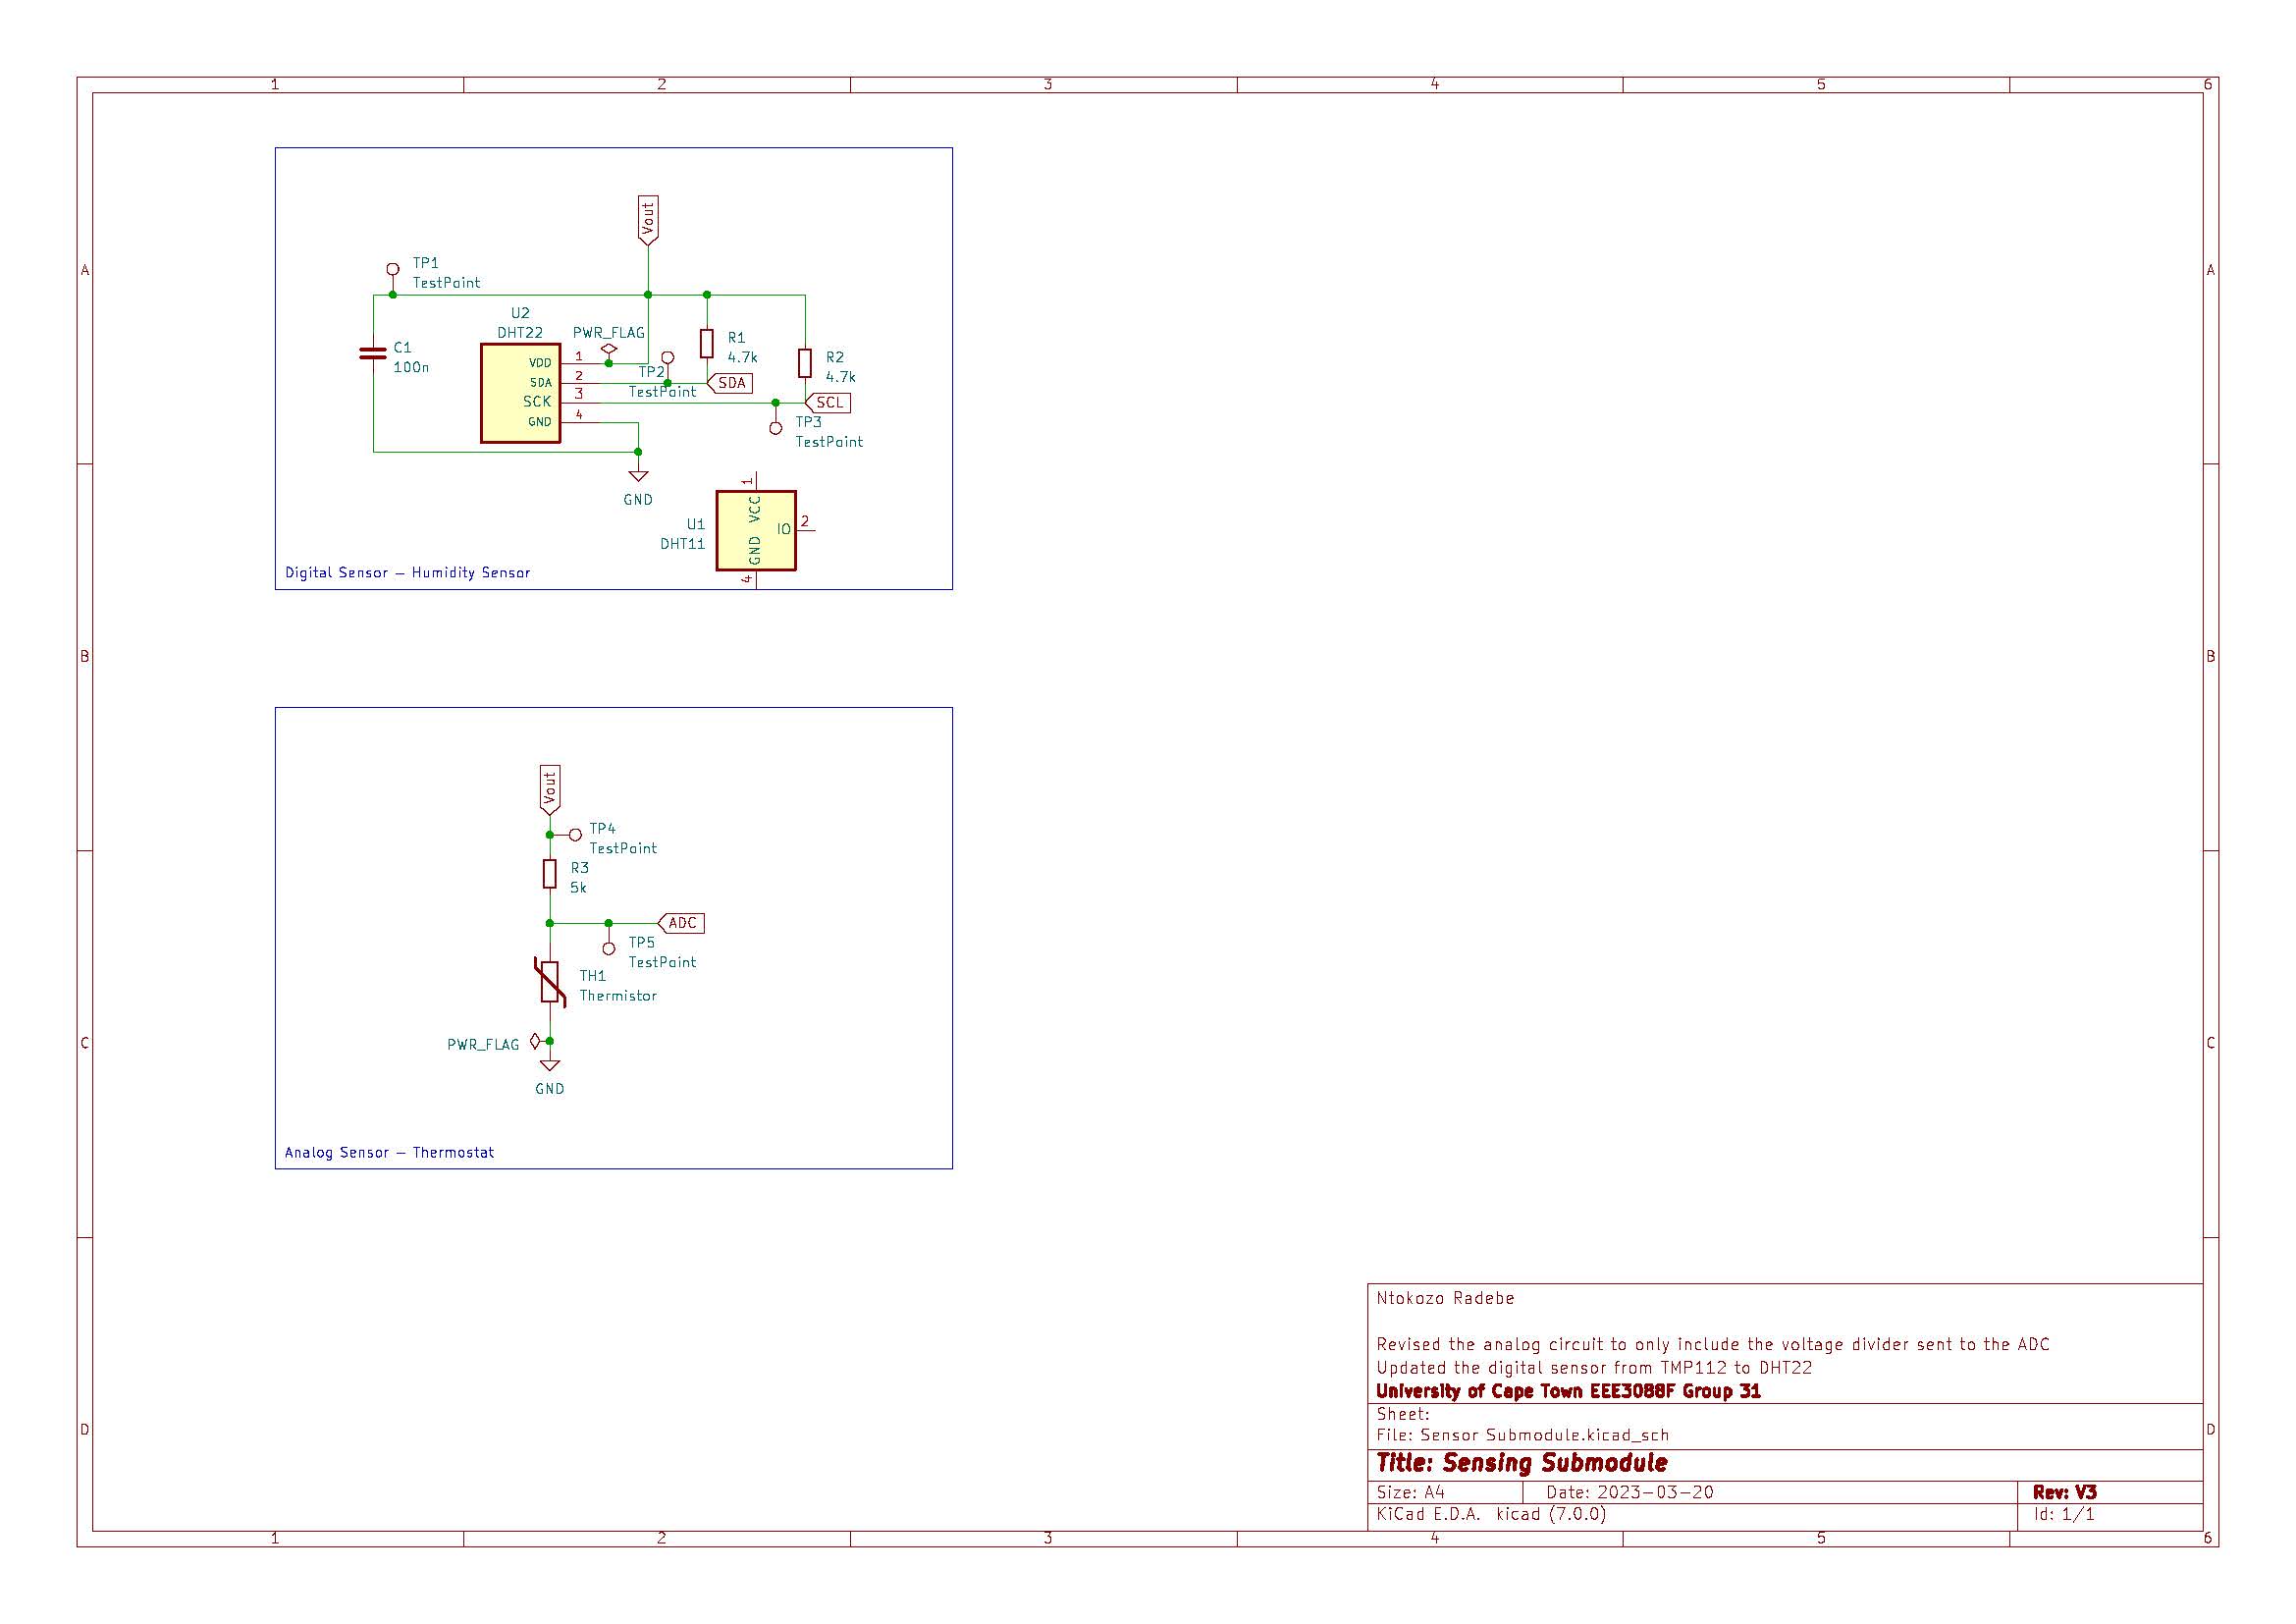 1 2 3 4 5 6
A A
Vout
TP1
TestPoint
U2
DHT22
PWR_FLAG
C1
100n
VDD 1
SDA 2
SCK 3
GND 4
TP2
TestPoint
R1
4.7k
R2
4.7k
SDA
SCL
TP3
TestPoint
GND
U1
DHT11
1
VCC
IO 2
GND
4
Digital Sensor – Humidity Sensor
B B
Vout
TP4
TestPoint
R3
5k
ADC
TP5
TestPoint
TH1
Thermistor
PWR_FLAG
GND
C C
Analog Sensor – Thermostat
Ntokozo Radebe
Revised the analog circuit to only include the voltage divider sent to the ADC
Updated the digital sensor from TMP112 to DHT22
University of Cape Town EEE3088F Group 31
Sheet:
File: Sensor Submodule.kicad_sch
D D
Title: Sensing Submodule
Size: A4 Date: 2023-03-20 Rev: V3
KiCad E.D.A. kicad (7.0.0) Id: 1/1
1 2 3 4 5 6